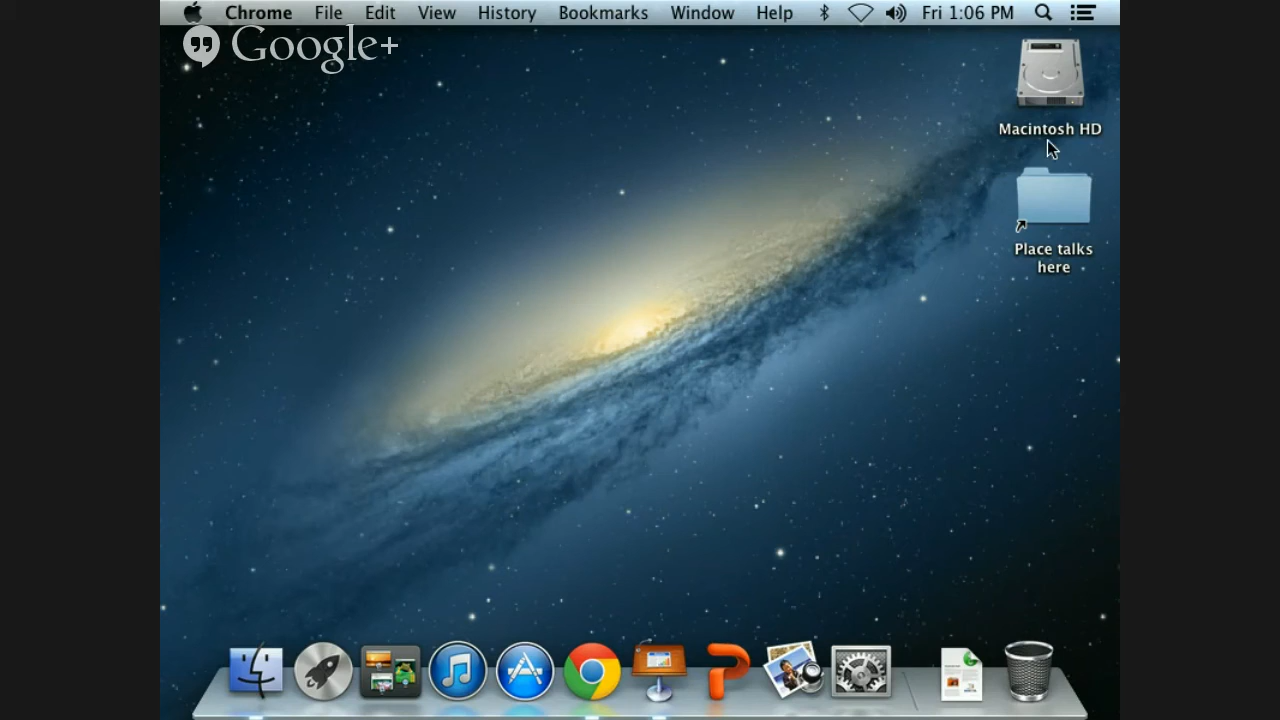 Chrome File Edit View History Bookmarks Window Help Fri 1:06 PM
Google+
Macintosh HD
Place talks
here